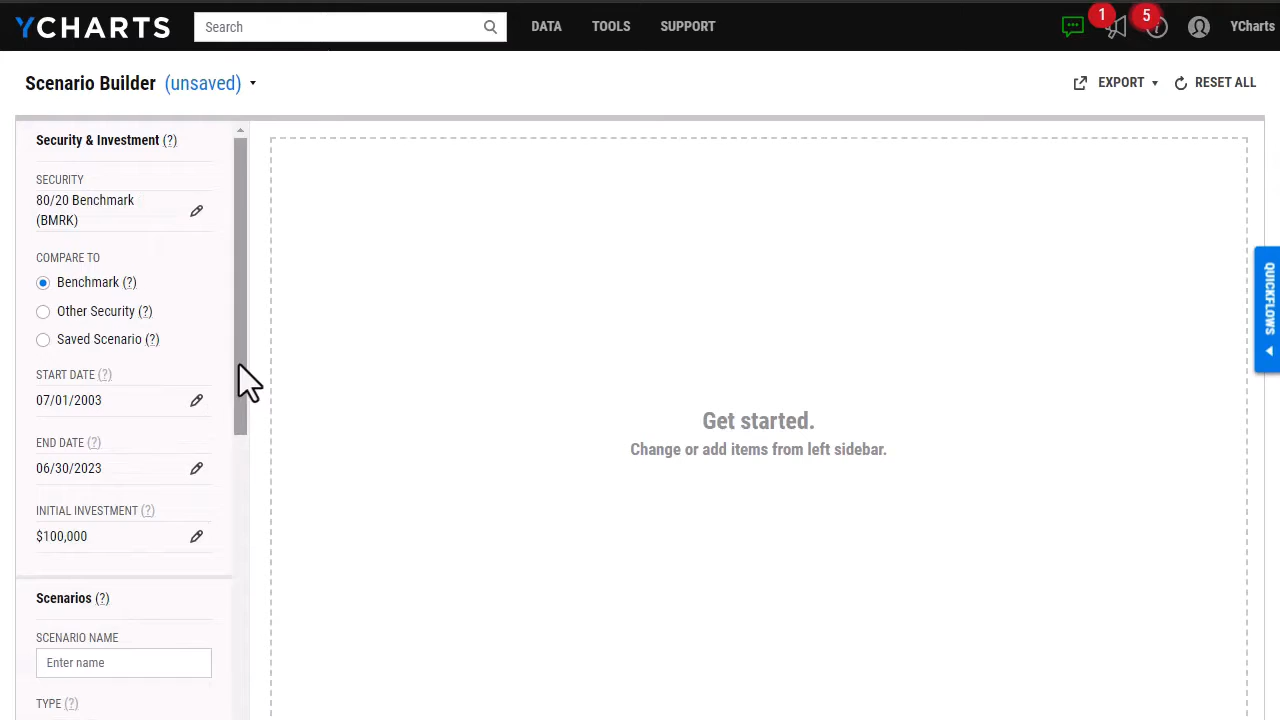 YCHARTS
Search
DATA
TOOLS
SUPPORT
1
5
YCharts
Scenario Builder (unsaved)
EXPORT
RESET ALL
Security & Investment (?)
SECURITY
80/20 Benchmark
(BMRK)
COMPARE TO
Benchmark (?)
Other Security (?)
Saved Scenario (?)
START DATE (?)
07/01/2003
END DATE (?)
06/30/2023
INITIAL INVESTMENT (?)
$100,000
Scenarios (?)
SCENARIO NAME
Enter name
TYPE (?)
Get started.
Change or add items from left sidebar.
QUICKFLOWS